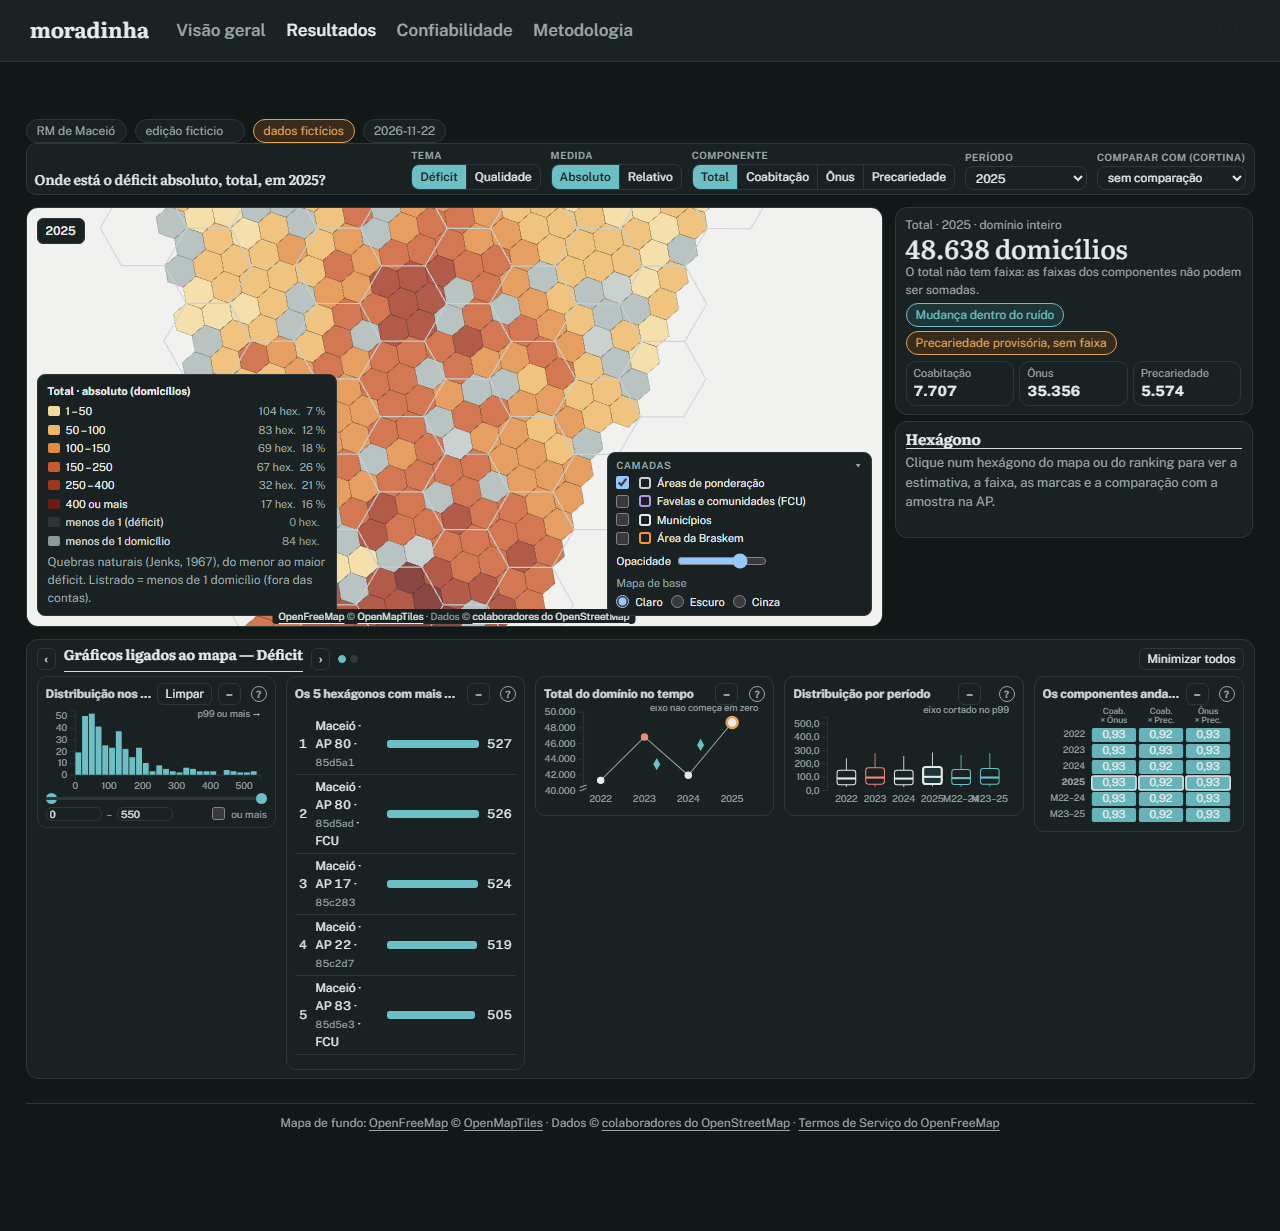 moradinha Visão geral Resultados Confiabilidade Metodologia
RM de Maceió edição ficticio dados fictícios 2026-11-22
Onde está o déficit absoluto, total, em 2025?
TEMA
Déficit Qualidade
MEDIDA
Absoluto Relativo
COMPONENTE
Total Coabitação Ônus Precariedade
PERÍODO
2025
COMPARAR COM (CORTINA)
sem comparação
2025
Total · absoluto (domicílios)
1–50 104 hex. 7 %
50–100 83 hex. 12 %
100–150 69 hex. 18 %
150–250 67 hex. 26 %
250–400 32 hex. 21 %
400 ou mais 17 hex. 16 %
menos de 1 (déficit) 0 hex.
menos de 1 domicílio 84 hex.
Quebras naturais (Jenks, 1967), do menor ao maior
déficit. Listrado = menos de 1 domicílio (fora das
contas).
CAMADAS ▾
Áreas de ponderação
Favelas e comunidades (FCU)
Municípios
Área da Braskem
Opacidade
Mapa de base
Claro Escuro Cinza
OpenFreeMap © OpenMapTiles · Dados © colaboradores do OpenStreetMap
Total · 2025 · domínio inteiro
48.638 domicílios
O total não tem faixa: as faixas dos componentes não podem
ser somadas.
Mudança dentro do ruído
Precariedade provisória, sem faixa
Coabitação
7.707
Ônus
35.356
Precariedade
5.574
Hexágono
Clique num hexágono do mapa ou do ranking para ver a
estimativa, a faixa, as marcas e a comparação com a
amostra na AP.
‹ Gráficos ligados ao mapa — Déficit › Minimizar todos
Distribuição nos ... Limpar – ?
p99 ou mais →
50
40
30
20
10
0
0 100 200 300 400 500
0 – 550 ou mais
Os 5 hexágonos com mais ... – ?
1 Maceió · AP 80 · 85d5a1 527
2 Maceió · AP 80 · 85d5ad · FCU 526
3 Maceió · AP 17 · 85c283 524
4 Maceió · AP 22 · 85c2d7 519
5 Maceió · AP 83 · 85d5e3 · FCU 505
Total do domínio no tempo – ?
eixo não começa em zero
50.000
48.000
46.000
44.000
42.000
40.000
2022 2023 2024 2025
Distribuição por período – ?
eixo cortado no p99
500,0
400,0
300,0
200,0
100,0
0,0
2022 2023 2024 2025 M22–24 M23–25
Os componentes anda... – ?
Coab. × Ônus Coab. × Prec. Ônus × Prec.
2022 0,93 0,92 0,93
2023 0,93 0,92 0,93
2024 0,93 0,92 0,93
2025 0,93 0,92 0,93
M22–24 0,93 0,92 0,93
M23–25 0,93 0,92 0,93
Mapa de fundo: OpenFreeMap © OpenMapTiles · Dados © colaboradores do OpenStreetMap · Termos de Serviço do OpenFreeMap